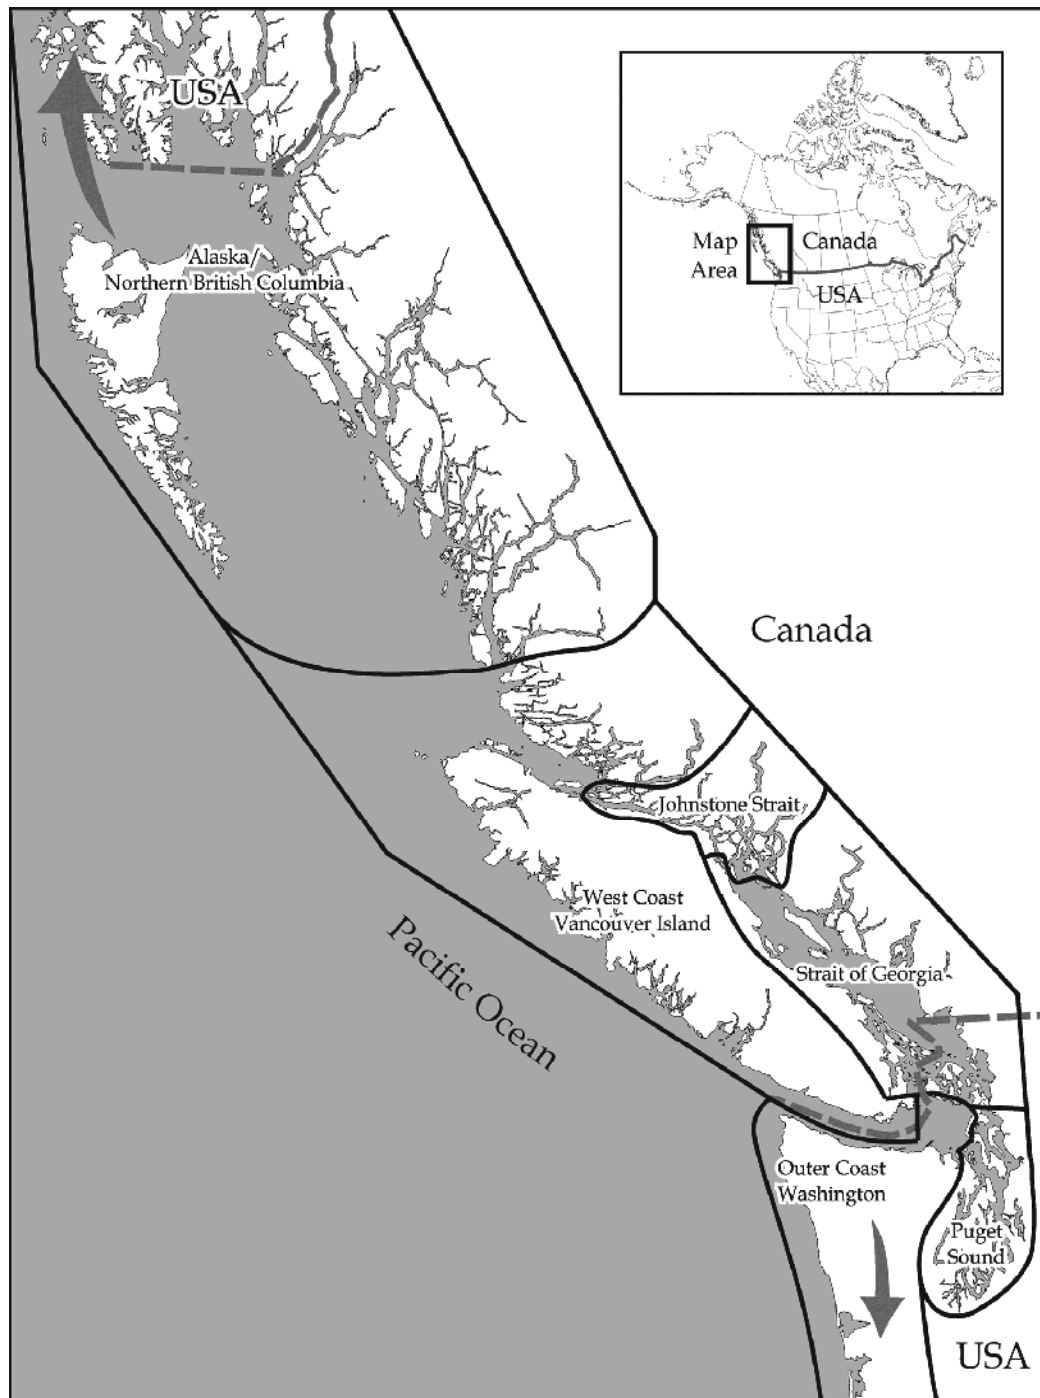 USA
Alaska/
Northern British Columbia
Map
Area
Canada
USA
Canada
Johnstone Strait
West Coast
Vancouver Island
Strait of Georgia
Pacific Ocean
Outer Coast
Washington
Puget
Sound
USA